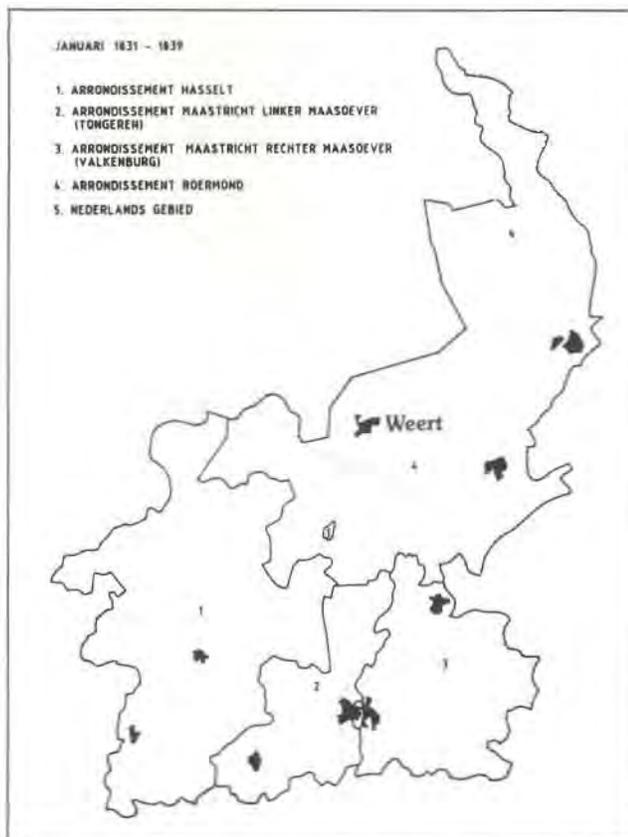 JANUARI 1831 - 1839
1. ARRONDISSEMENT HASSELT
2. ARRONDISSEMENT MAASTRICHT LINKER MAASOEVER
(TONGEREN)
3. ARRONDISSEMENT MAASTRICHT RECHTER MAASOEVER
(VALKENBURG)
4. ARRONDISSEMENT ROERMOND
5. NEDERLANDS GEBIED
Weert
4
1
2
3